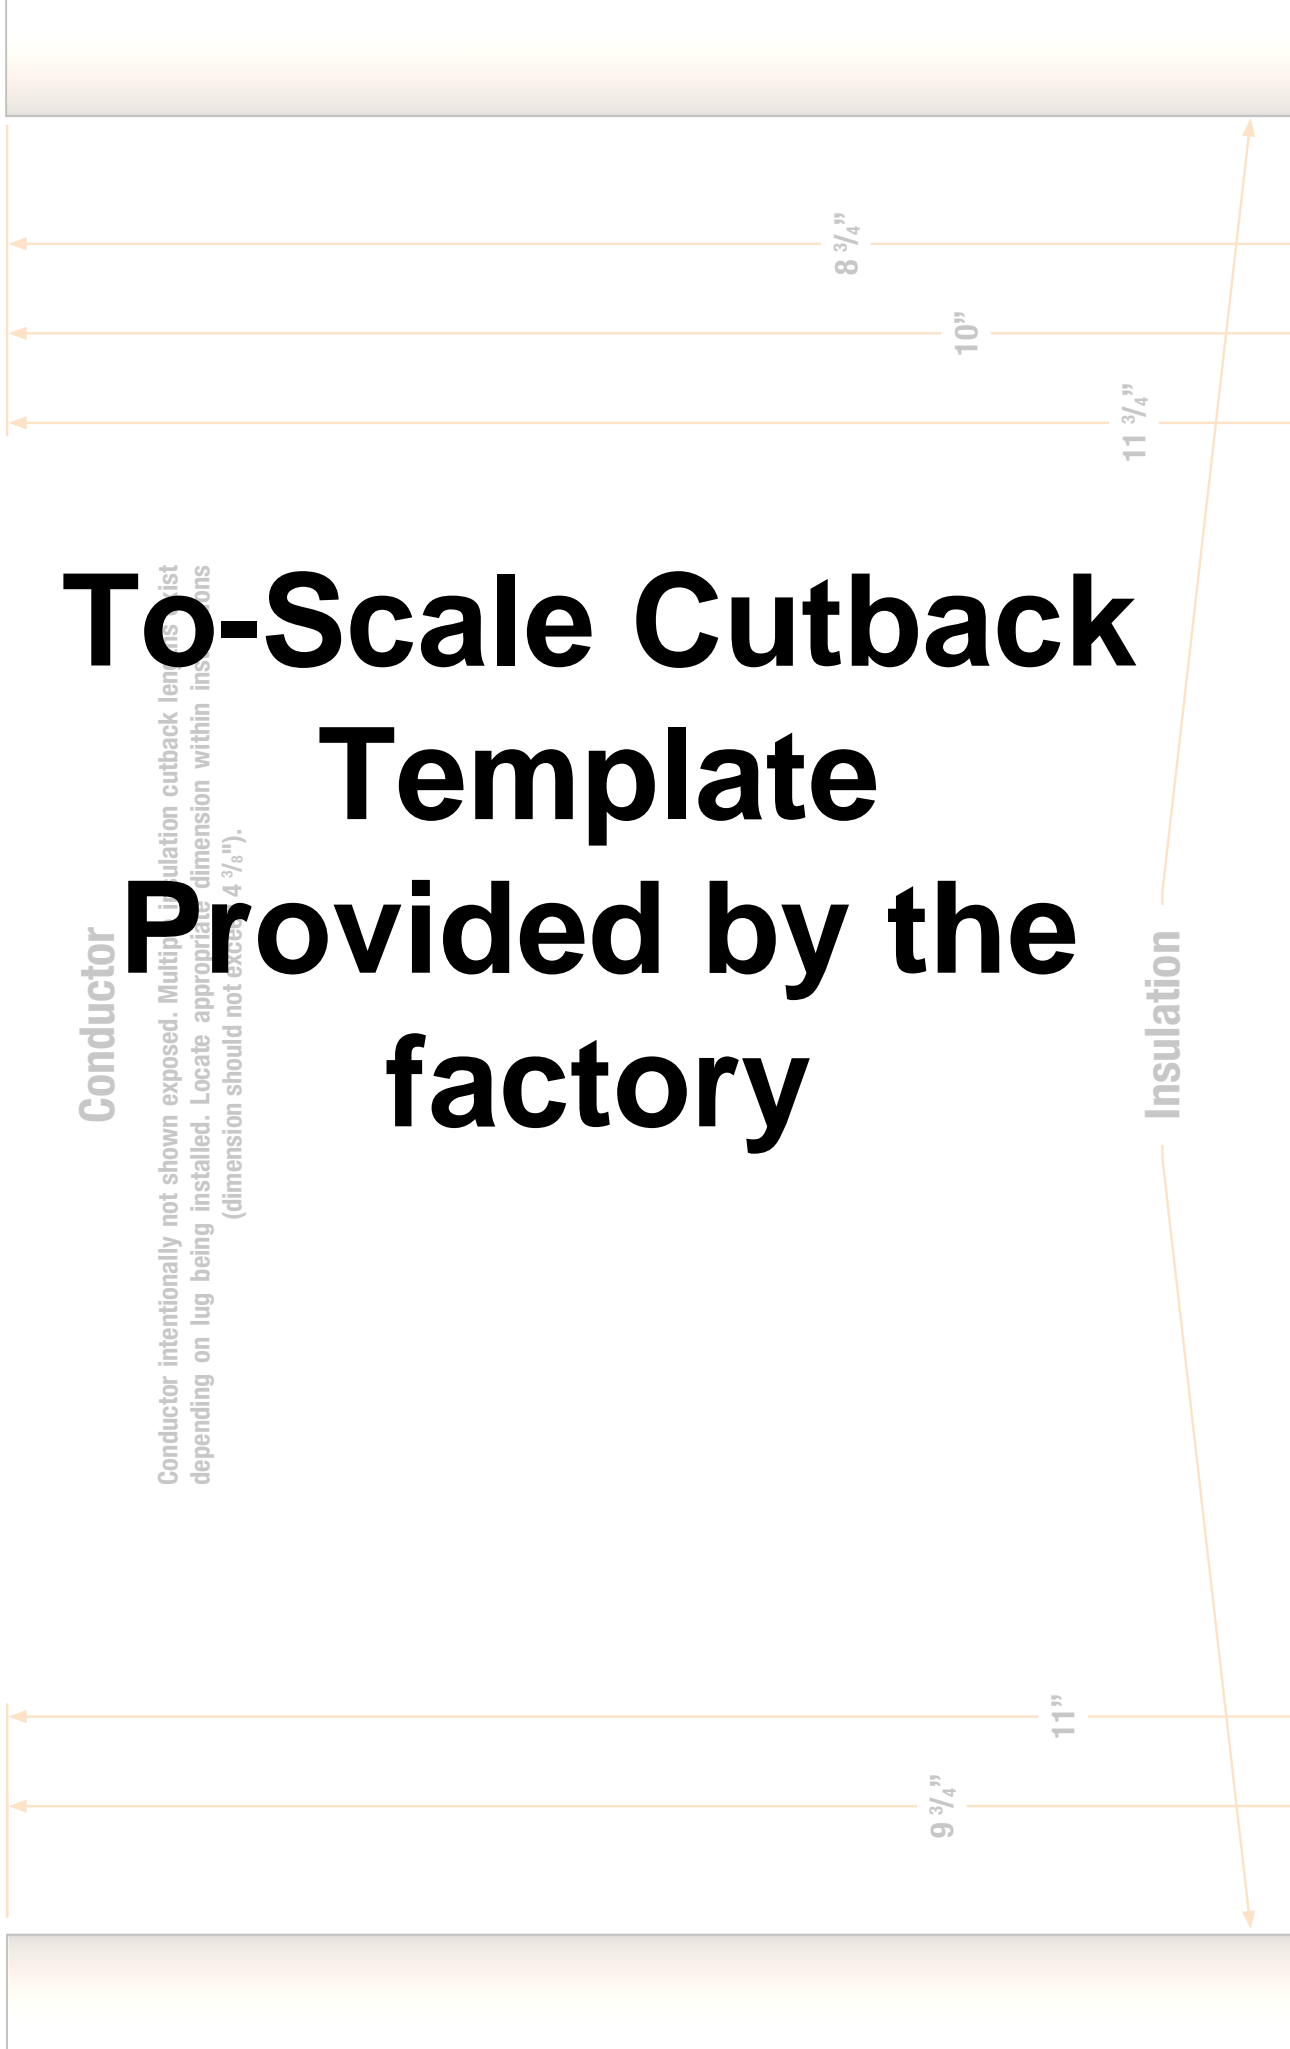 8 3/4”
10”
11 3/4”
To-Scale Cutback
Template
Provided by the
factory
Conductor
Conductor intentionally not shown exposed. Multiple insulation cutback lengths exist
depending on lug being installed. Locate appropriate dimension within instructions
(dimension should not exceed 4 3/8").
Insulation
11”
9 3/4”